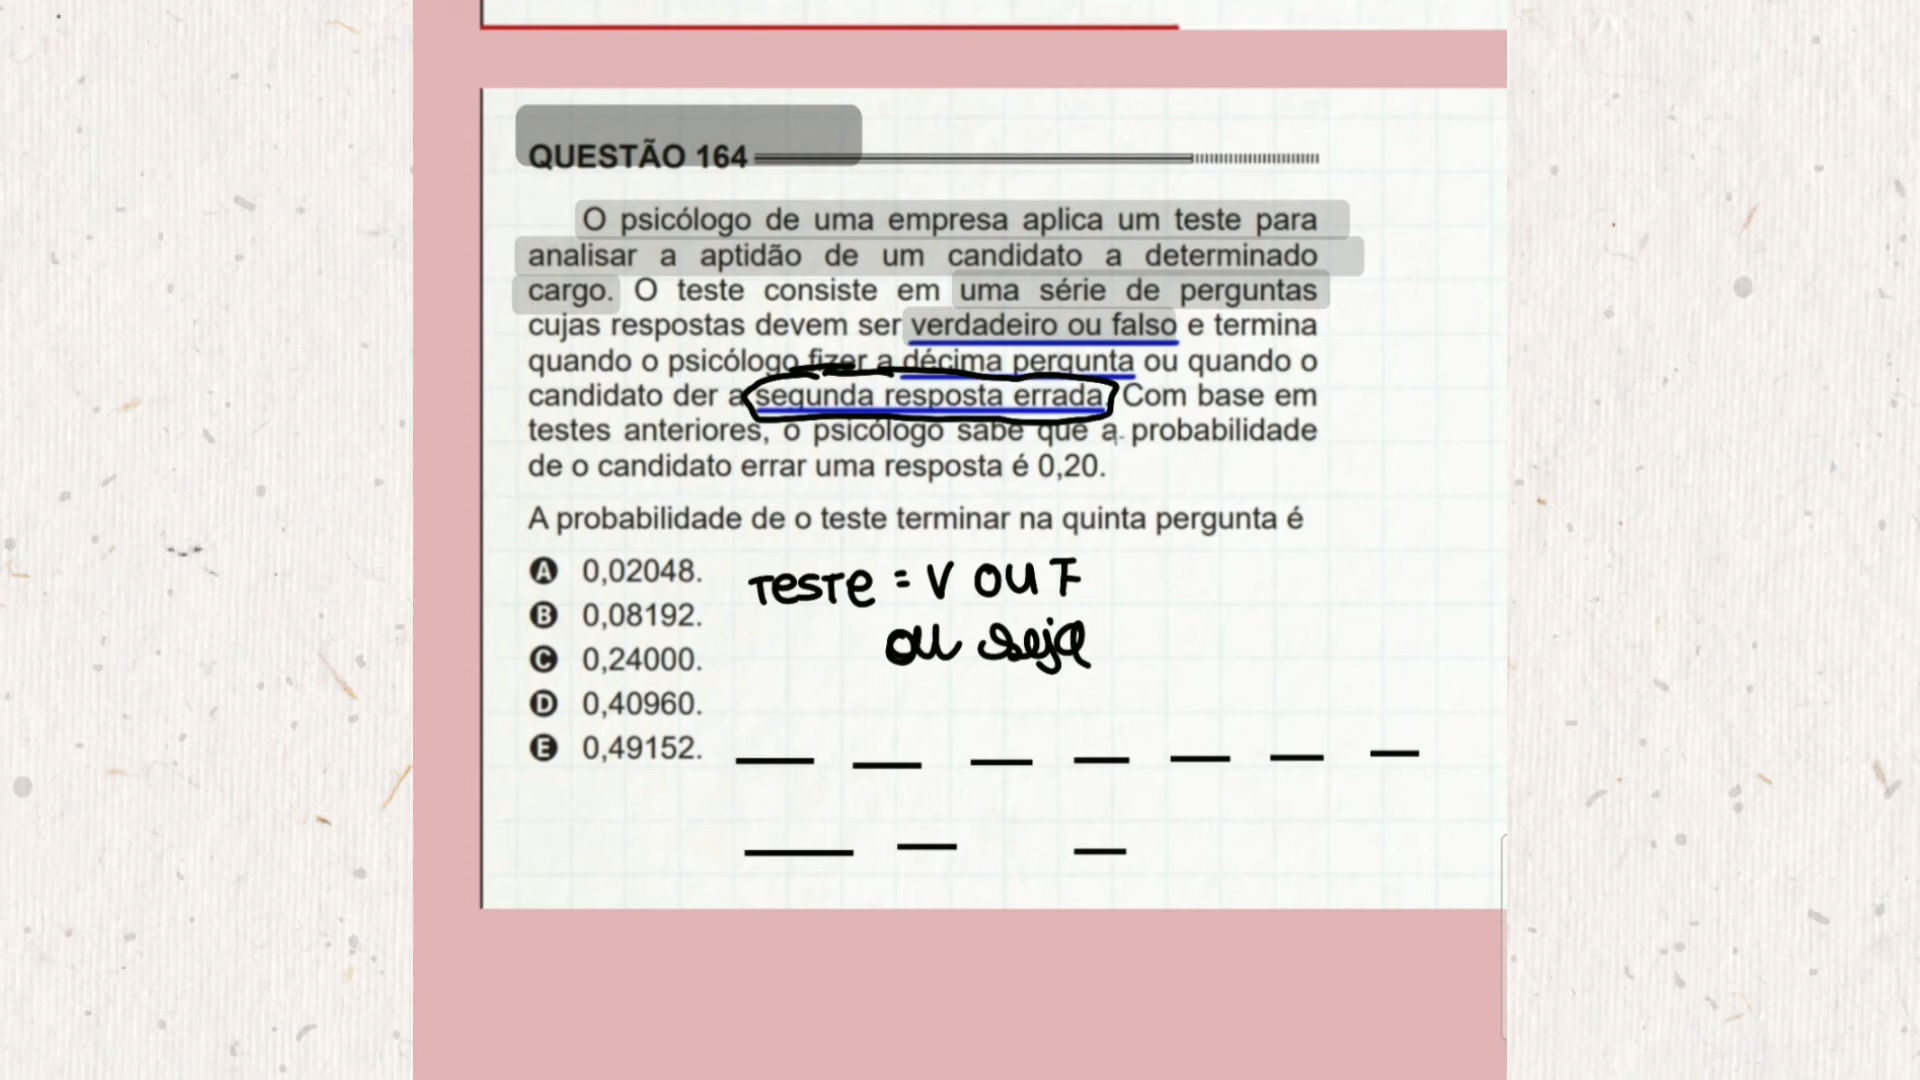 QUESTÃO 164
O psicólogo de uma empresa aplica um teste para
analisar a aptidão de um candidato a determinado
cargo. O teste consiste em uma série de perguntas
cujas respostas devem ser verdadeiro ou falso e termina
quando o psicólogo fizer a décima pergunta ou quando o
candidato der a segunda resposta errada. Com base em
testes anteriores, o psicólogo sabe que a probabilidade
de o candidato errar uma resposta é 0,20.
A probabilidade de o teste terminar na quinta pergunta é
A 0,02048.
B 0,08192.
C 0,24000.
D 0,40960.
E 0,49152.
TESTE = V OU F
OU seja